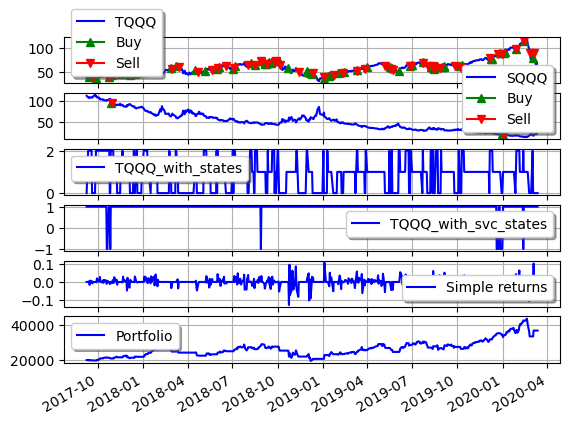 TQQQ
Buy
Sell
100
50
SQQQ
Buy
Sell
100
50
2
0
TQQQ_with_states
1
−1
TQQQ_with_svc_states
0.1
0.0
−0.1
Simple returns
40000
20000
Portfolio
2017-10 2018-01 2018-04 2018-07 2018-10 2019-01 2019-04 2019-07 2019-10 2020-01 2020-04